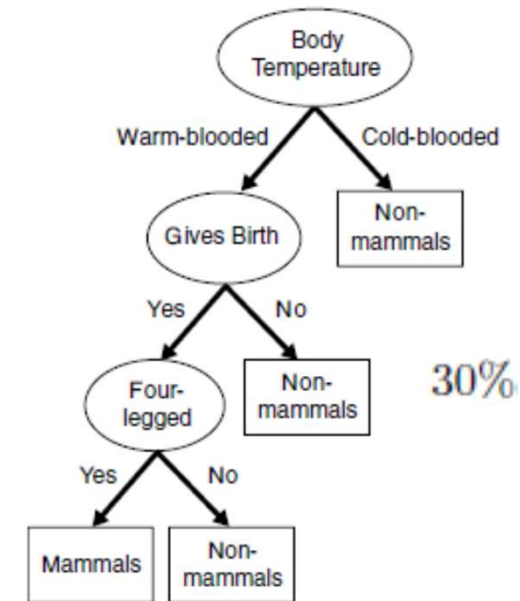 Body
Temperature
Warm-blooded
Cold-blooded
Gives Birth
Non-
mammals
Yes
No
Four-
legged
Non-
mammals
30%
Yes
No
Mammals
Non-
mammals